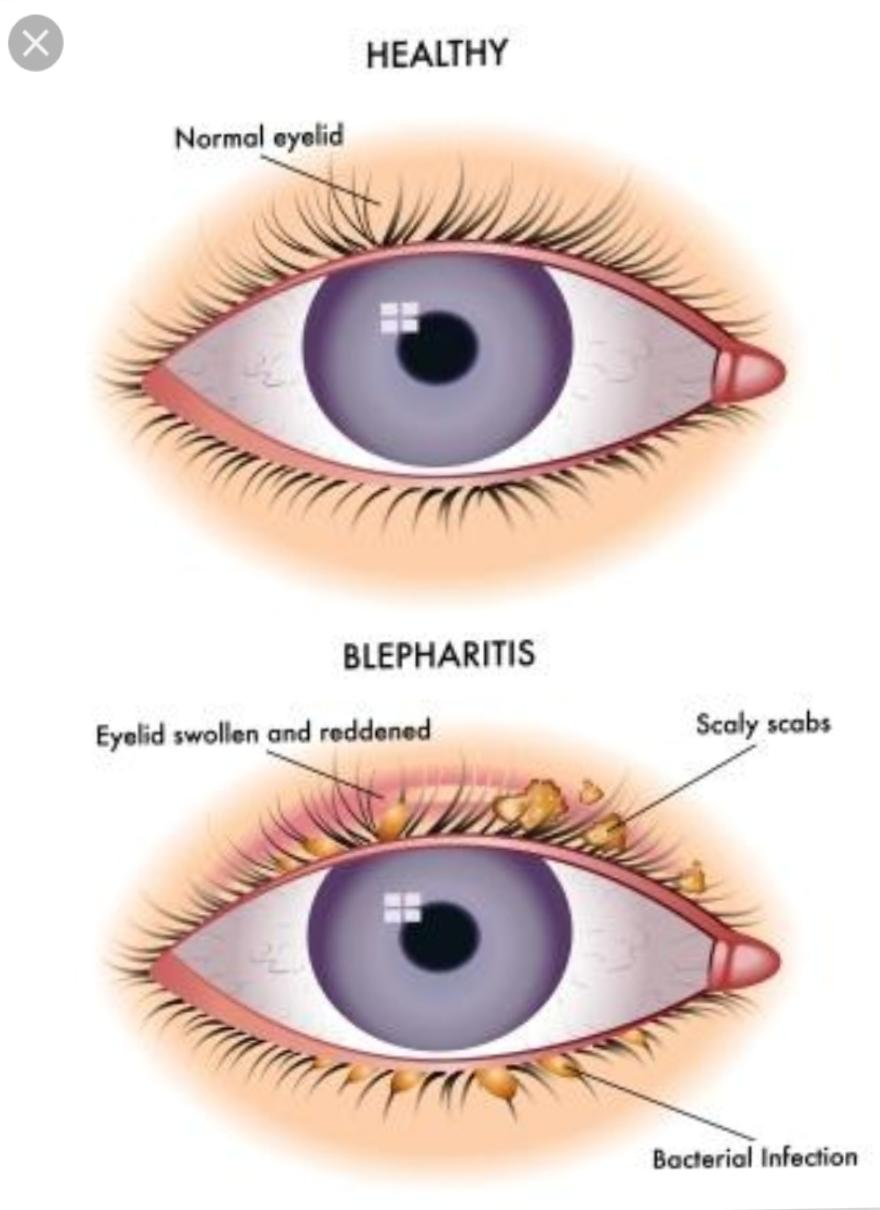 HEALTHY
Normal eyelid
BLEPHARITIS
Eyelid swollen and reddened
Scaly scabs
Bacterial Infection